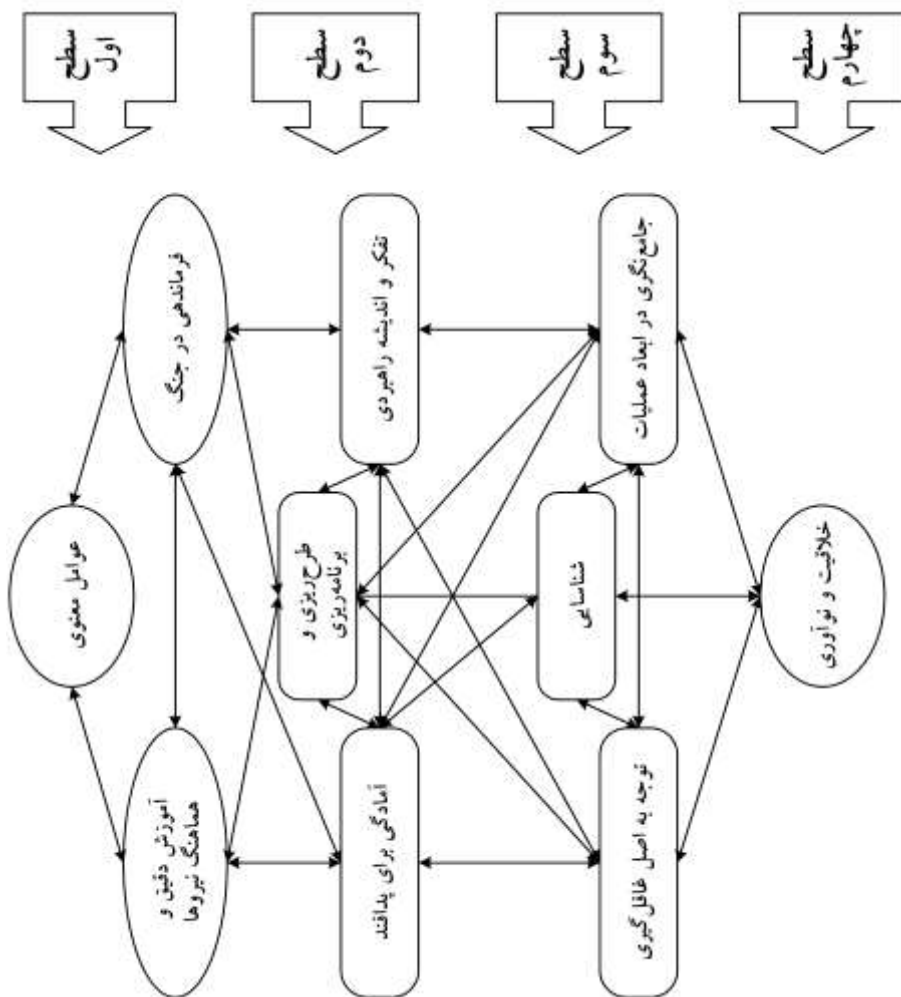 سطح
اول
سطح
دوم
سطح
سوم
سطح
چهارم
عوامل معنوی
فرماندهی در جنگ
آموزش دقیق و
هماهنگ نیروها
تفکر و اندیشه راهبردی
طرح‌ریزی و
برنامه‌ریزی
آمادگی برای پدافند
جامع‌نگری در ابعاد عملیات
شناسایی
توجه به اصل غافل‌گیری
خلاقیت و نوآوری